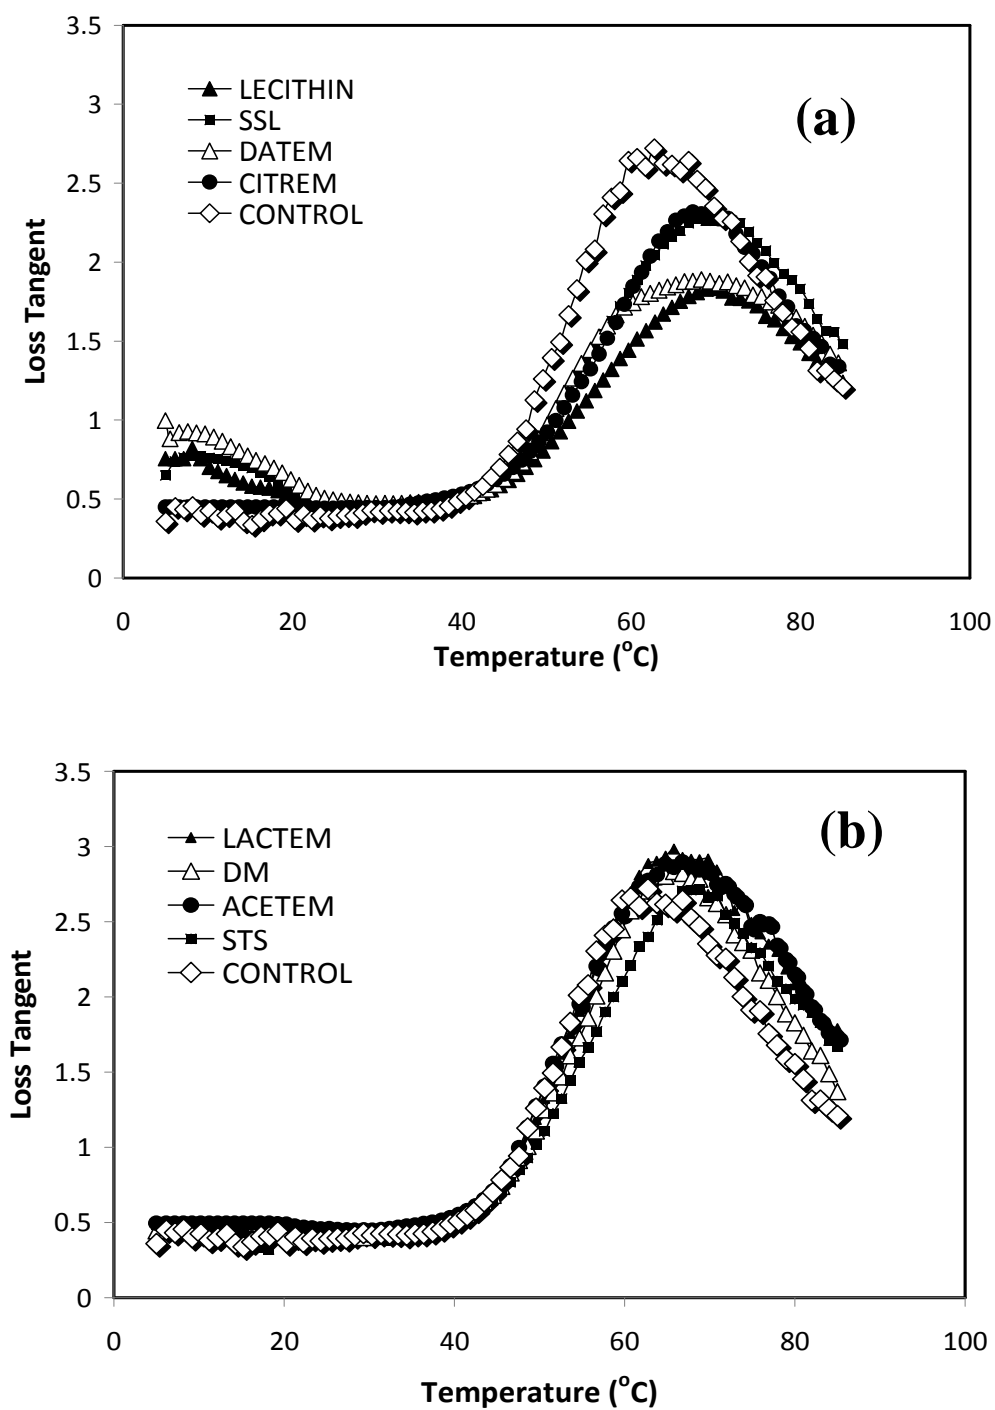 3.5
3
2.5
2
1.5
1
0.5
0
Loss Tangent
LECITHIN
SSL
DATEM
CITREM
CONTROL
(a)
0 20 40 60 80 100
Temperature (°C)
3.5
3
2.5
2
1.5
1
0.5
0
Loss Tangent
LACTEM
DM
ACETEM
STS
CONTROL
(b)
0 20 40 60 80 100
Temperature (°C)